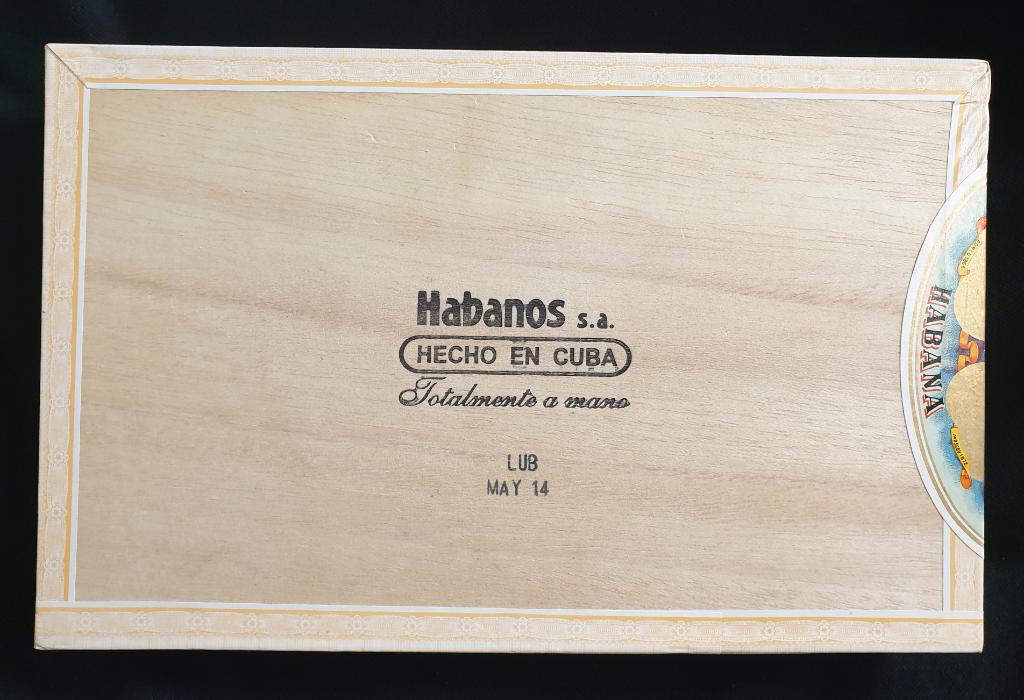 Habanos s.a.
HECHO EN CUBA
Totalmente a mano
LUB
MAY 14
HABANA